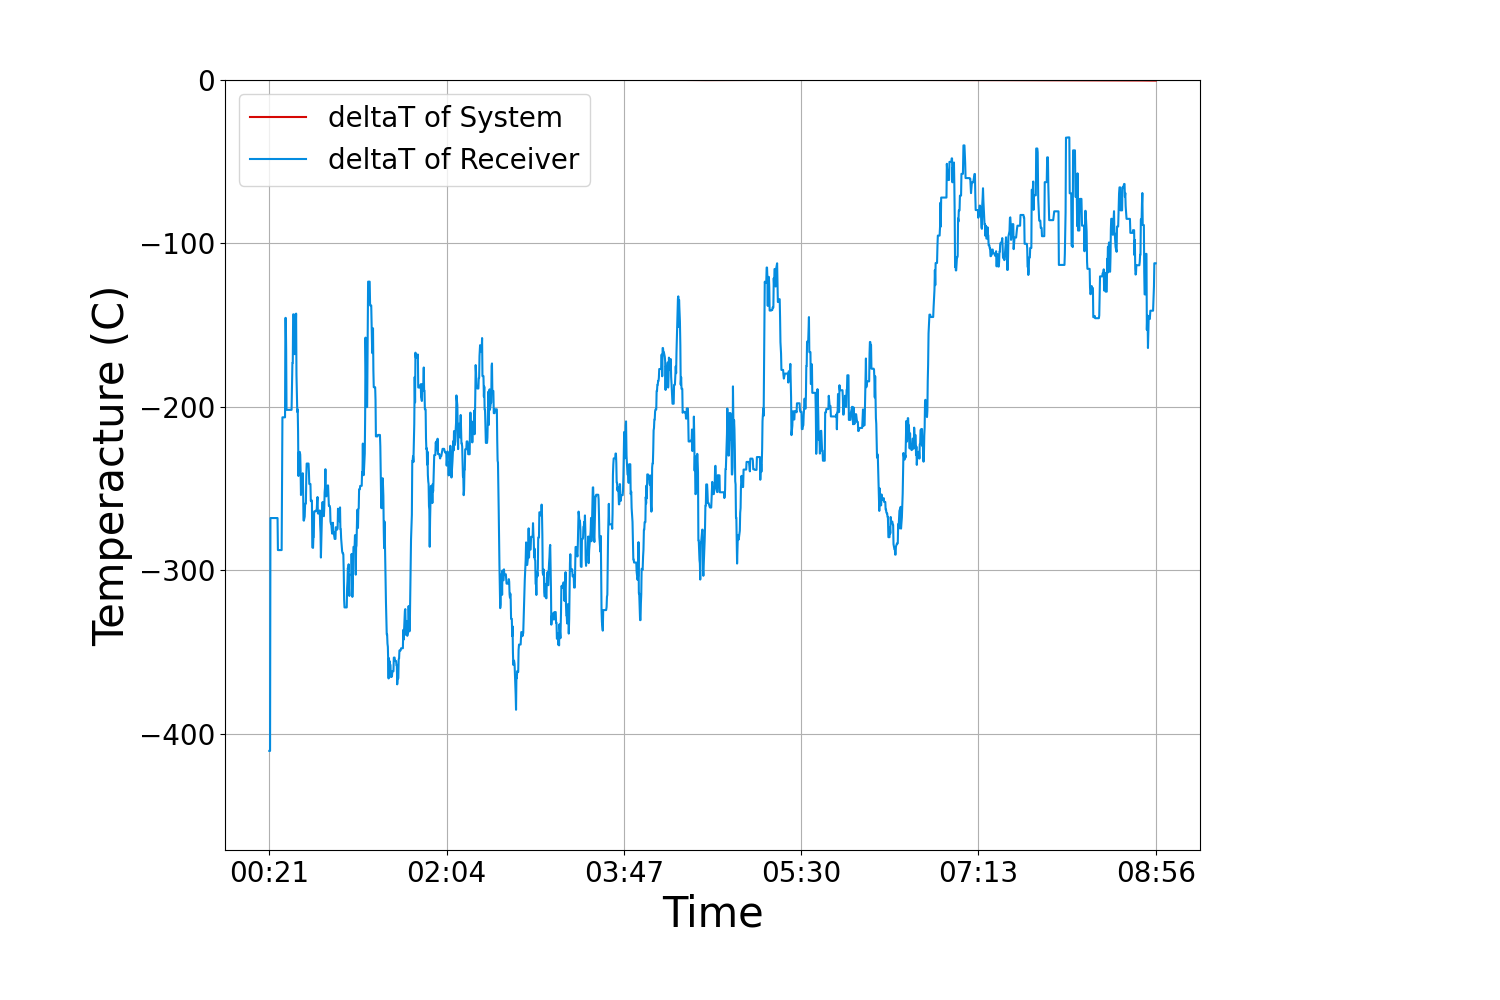 0
deltaT of System
deltaT of Receiver
−100
−200
−300
−400
Temperacture (C)
00:21 02:04 03:47 05:30 07:13 08:56
Time